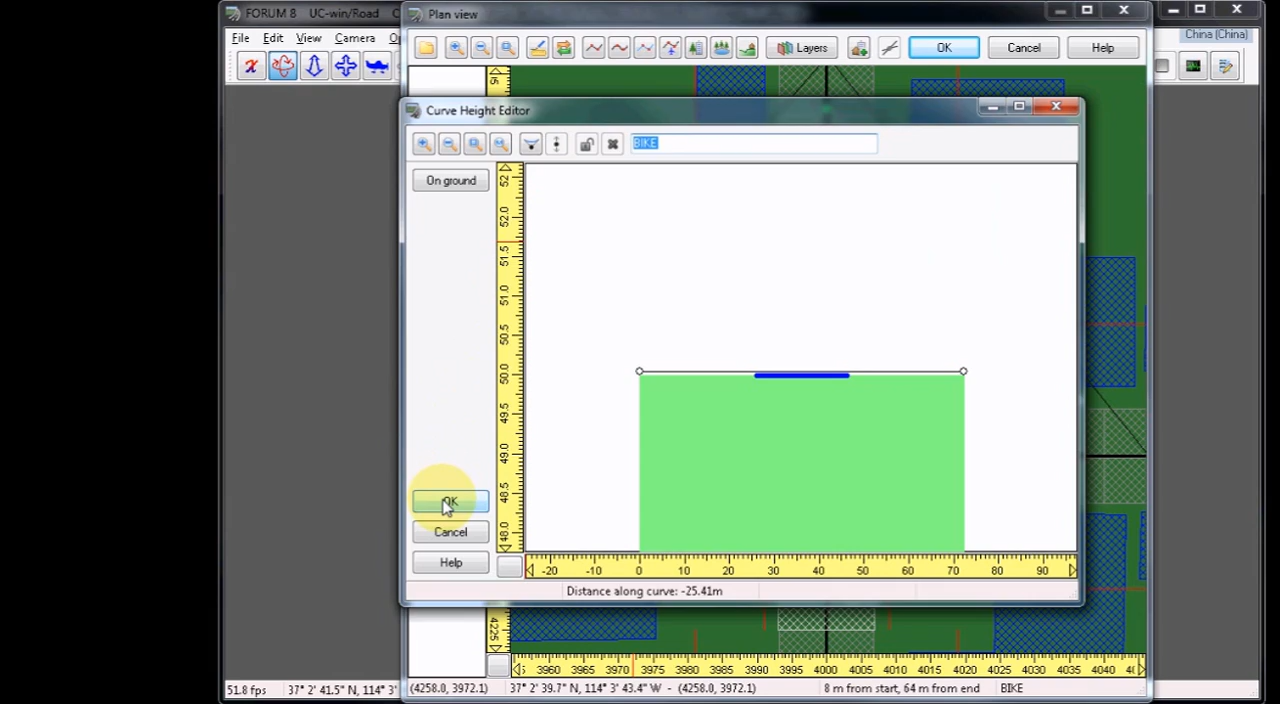 FORUM 8 UC-win/Road
Plan view
China (China)
File Edit View Camera
Layers OK Cancel Help
Curve Height Editor
BIKE
On ground
OK
Cancel
Help
52
52.0
51.5
51.0
50.5
50.0
49.5
49.0
48.5
48.0
-20 -10 0 10 20 30 40 50 60 70 80 90
Distance along curve: -25.41m
4225
3960 3965 3970 3975 3980 3985 3990 3995 4000 4005 4010 4015 4020 4025 4030 4035 4040
51.8 fps 37° 2' 41.5" N, 114° 3' (4258.0, 3972.1) 37° 2' 39.7" N, 114° 3' 43.4" W - (4258.0, 3972.1) 8 m from start, 64 m from end BIKE